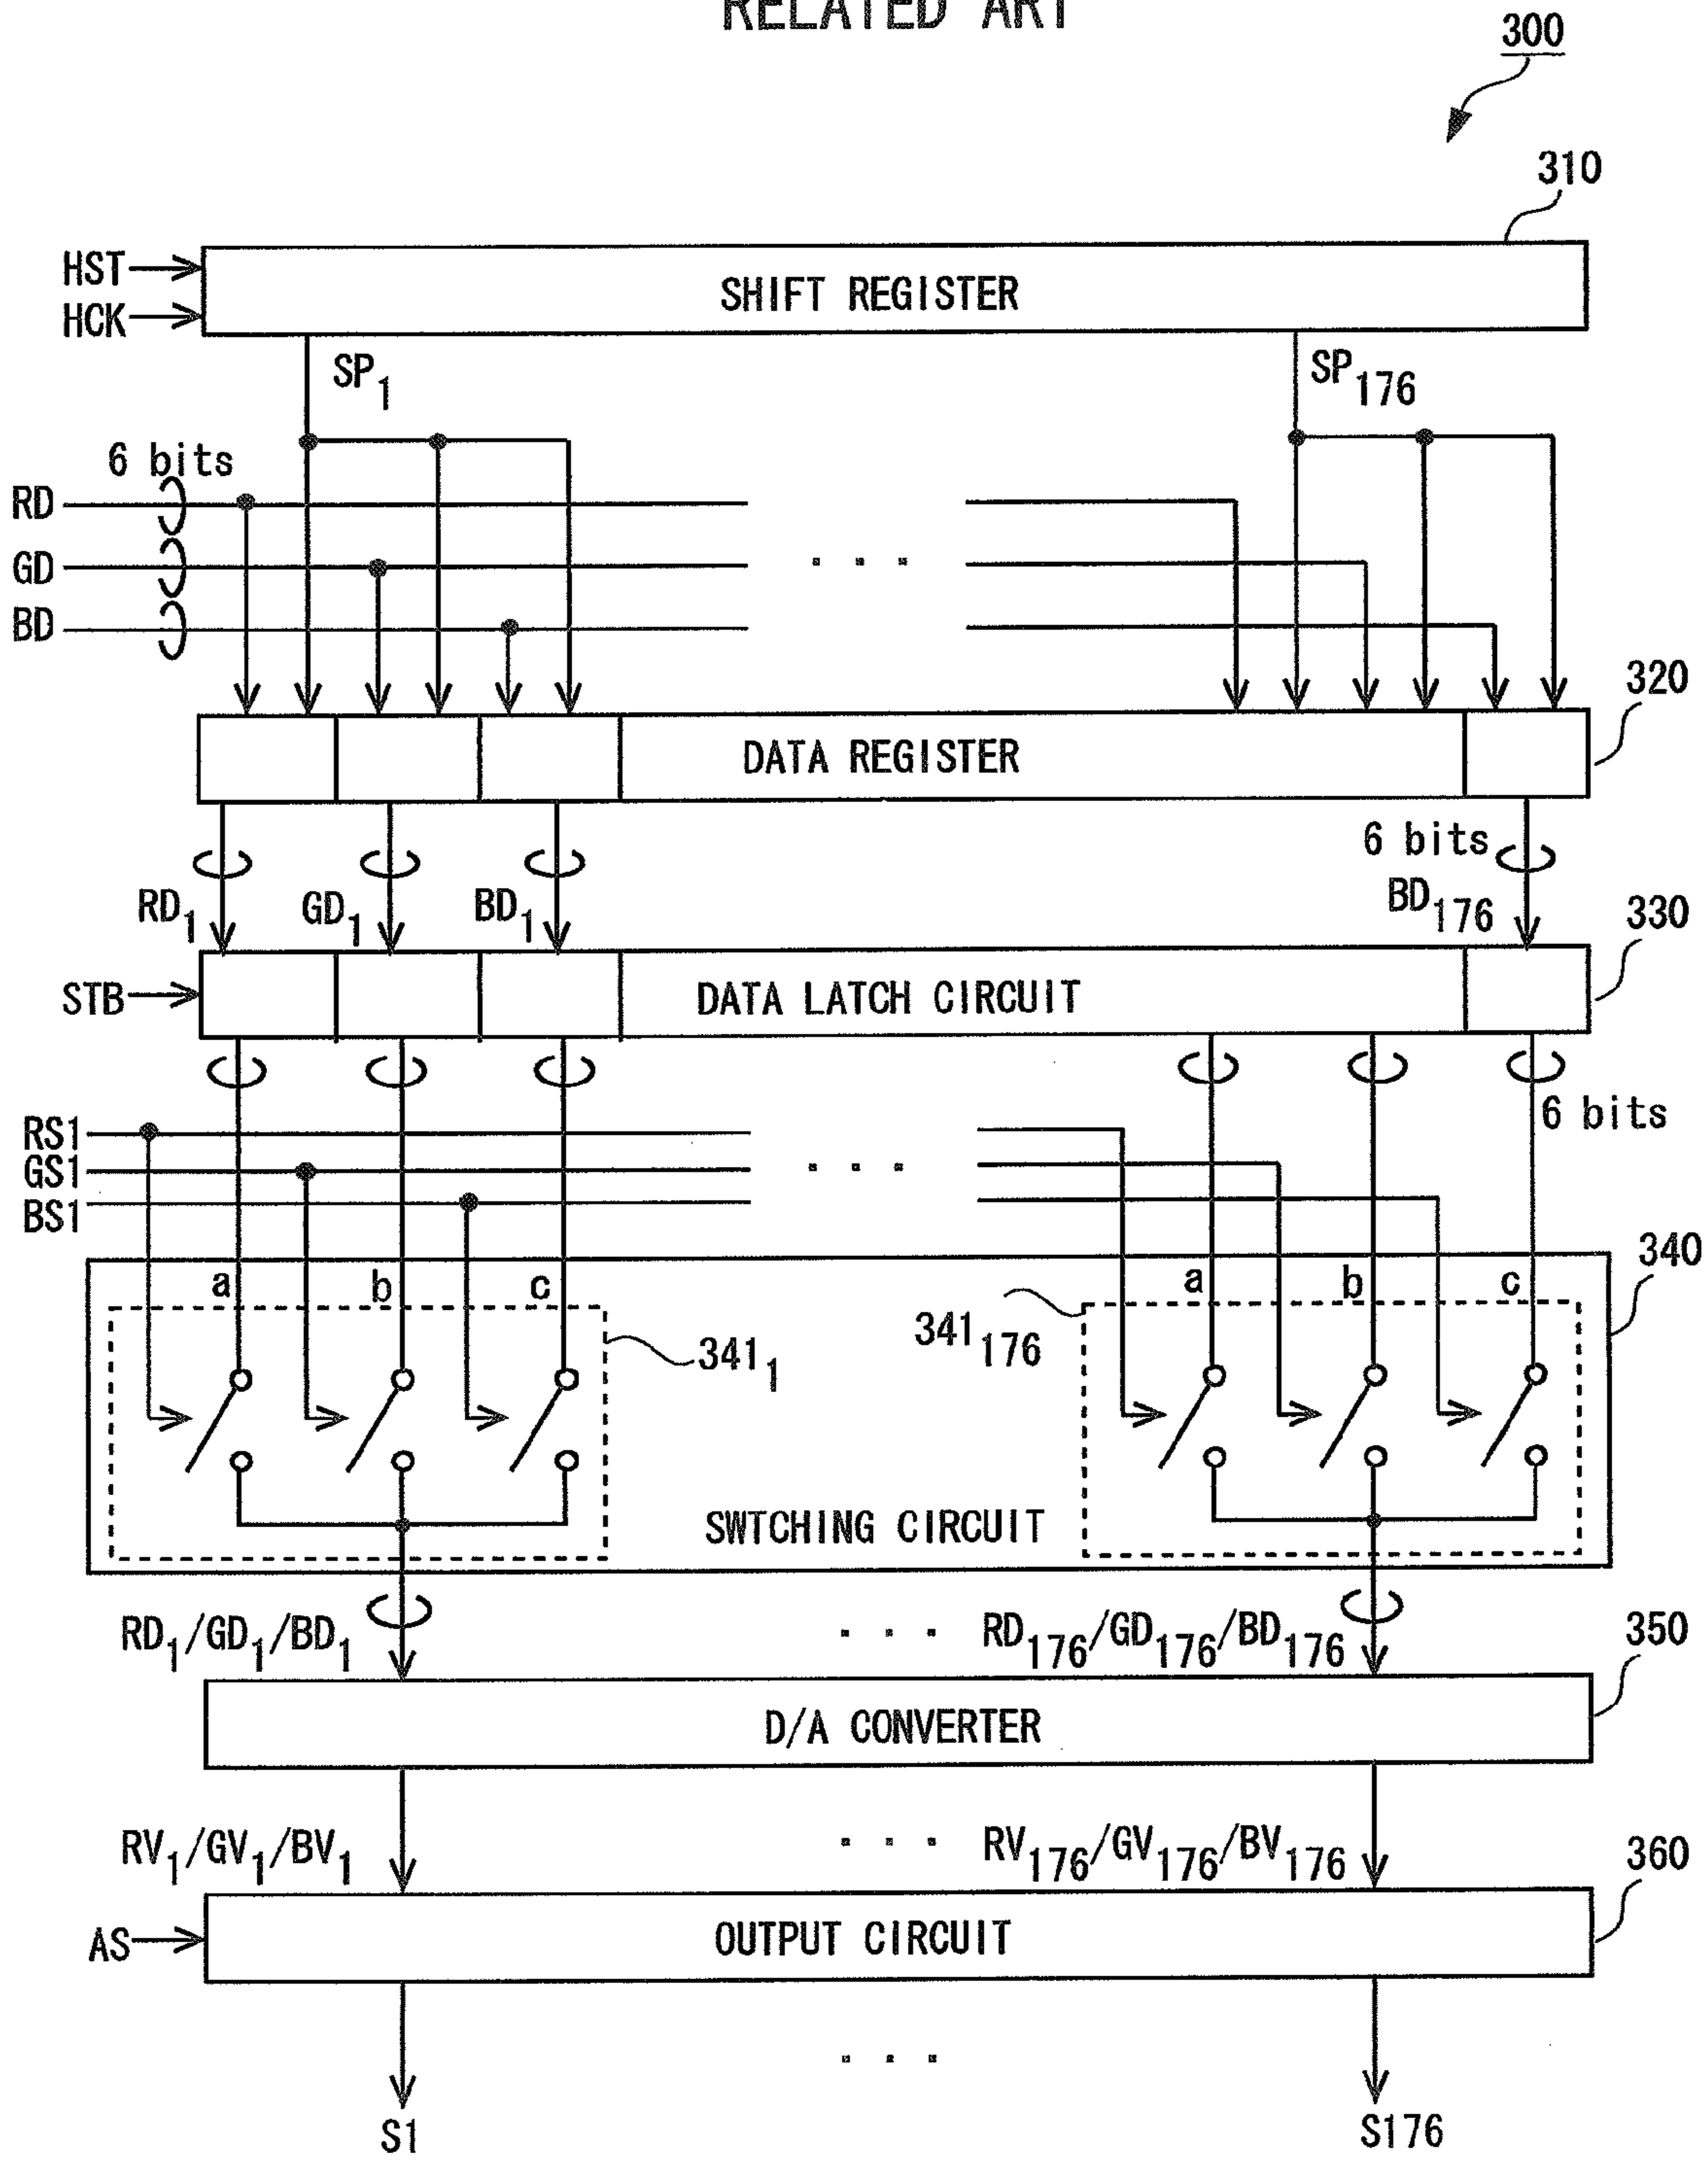 RELATED ART
300
310
HST
HCK
SHIFT REGISTER
SP1
SP176
6 bits
RD
GD
BD
. . .
320
DATA REGISTER
6 bits
RD1
GD1
BD1
BD176
330
STB
DATA LATCH CIRCUIT
6 bits
RS1
GS1
BS1
. . .
340
a
b
c
a
b
c
3411
341176
SWTCHING CIRCUIT
RD1/GD1/BD1
. . .
RD176/GD176/BD176
350
D/A CONVERTER
RV1/GV1/BV1
. . .
RV176/GV176/BV176
360
AS
OUTPUT CIRCUIT
. . .
S1
S176